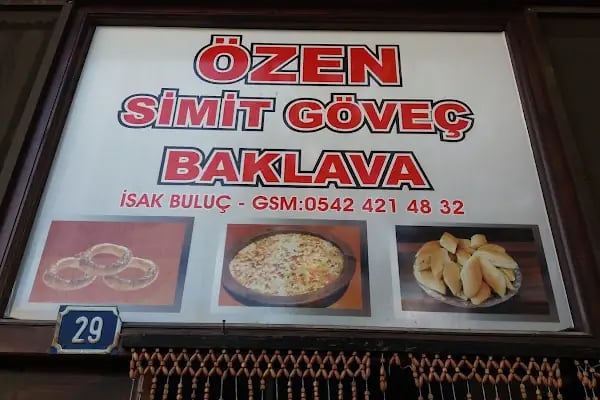 ÖZEN
SİMİT GÖVEÇ
BAKLAVA
İSAK BULUÇ - GSM:0542 421 48 32
29